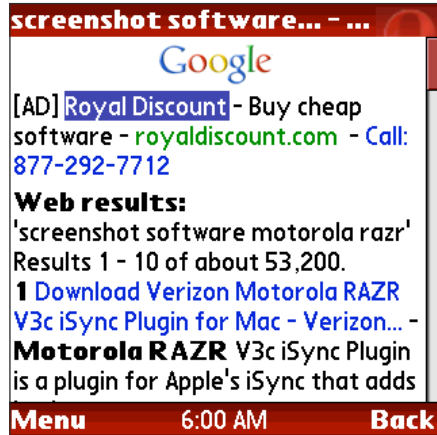 screenshot software... - ...
Google
[AD] Royal Discount - Buy cheap
software - royaldiscount.com - Call:
877-292-7712
Web results:
'screenshot software motorola razr'
Results 1 - 10 of about 53,200.
1 Download Verizon Motorola RAZR
V3c iSync Plugin for Mac - Verizon... -
Motorola RAZR V3c iSync Plugin
is a plugin for Apple's iSync that adds
Menu 6:00 AM Back